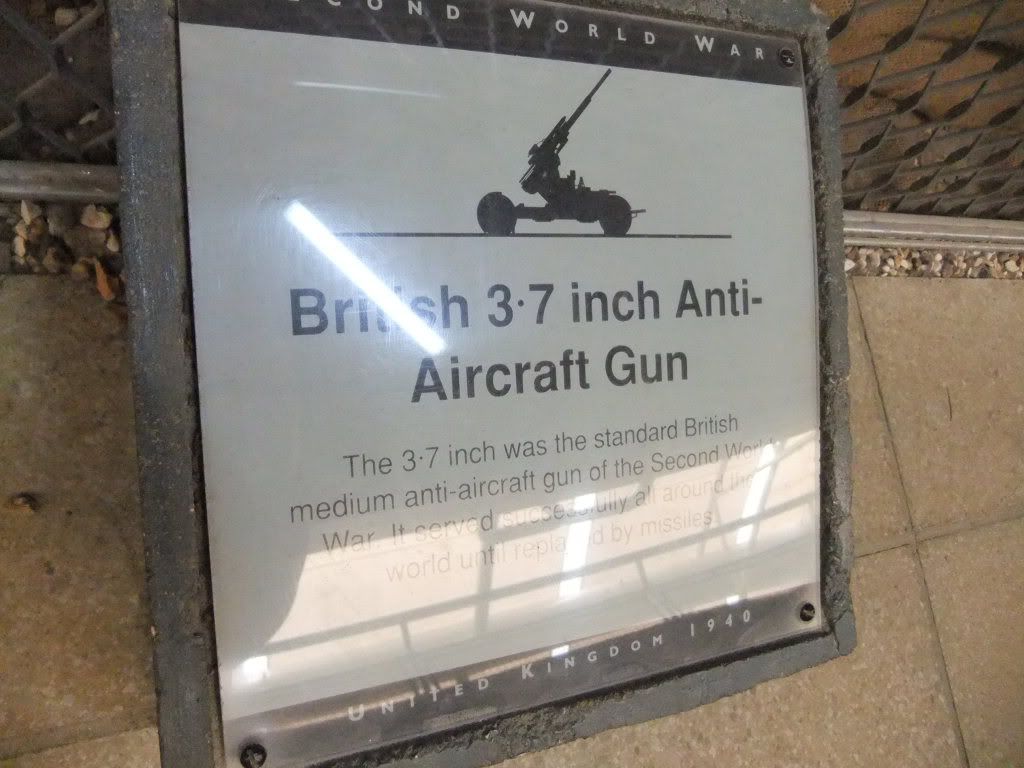 SECOND WORLD WAR
British 3·7 inch Anti-
Aircraft Gun
The 3·7 inch was the standard British
medium anti-aircraft gun of the Second World
War. It served successfully all around the
world until replaced by missiles.
UNITED KINGDOM 1940